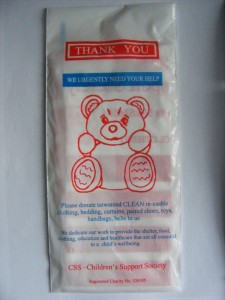 THANK YOU
WE URGENTLY NEED YOUR HELP
Please donate unwanted CLEAN re-usable
clothing, bedding, curtains, paired shoes, toys,
handbags, belts to us
We dedicate our work to provide the shelter, food,
clothing, education and healthcare that are all essential
to a child's wellbeing.
CSS - Children's Support Society
Registered Charity No.